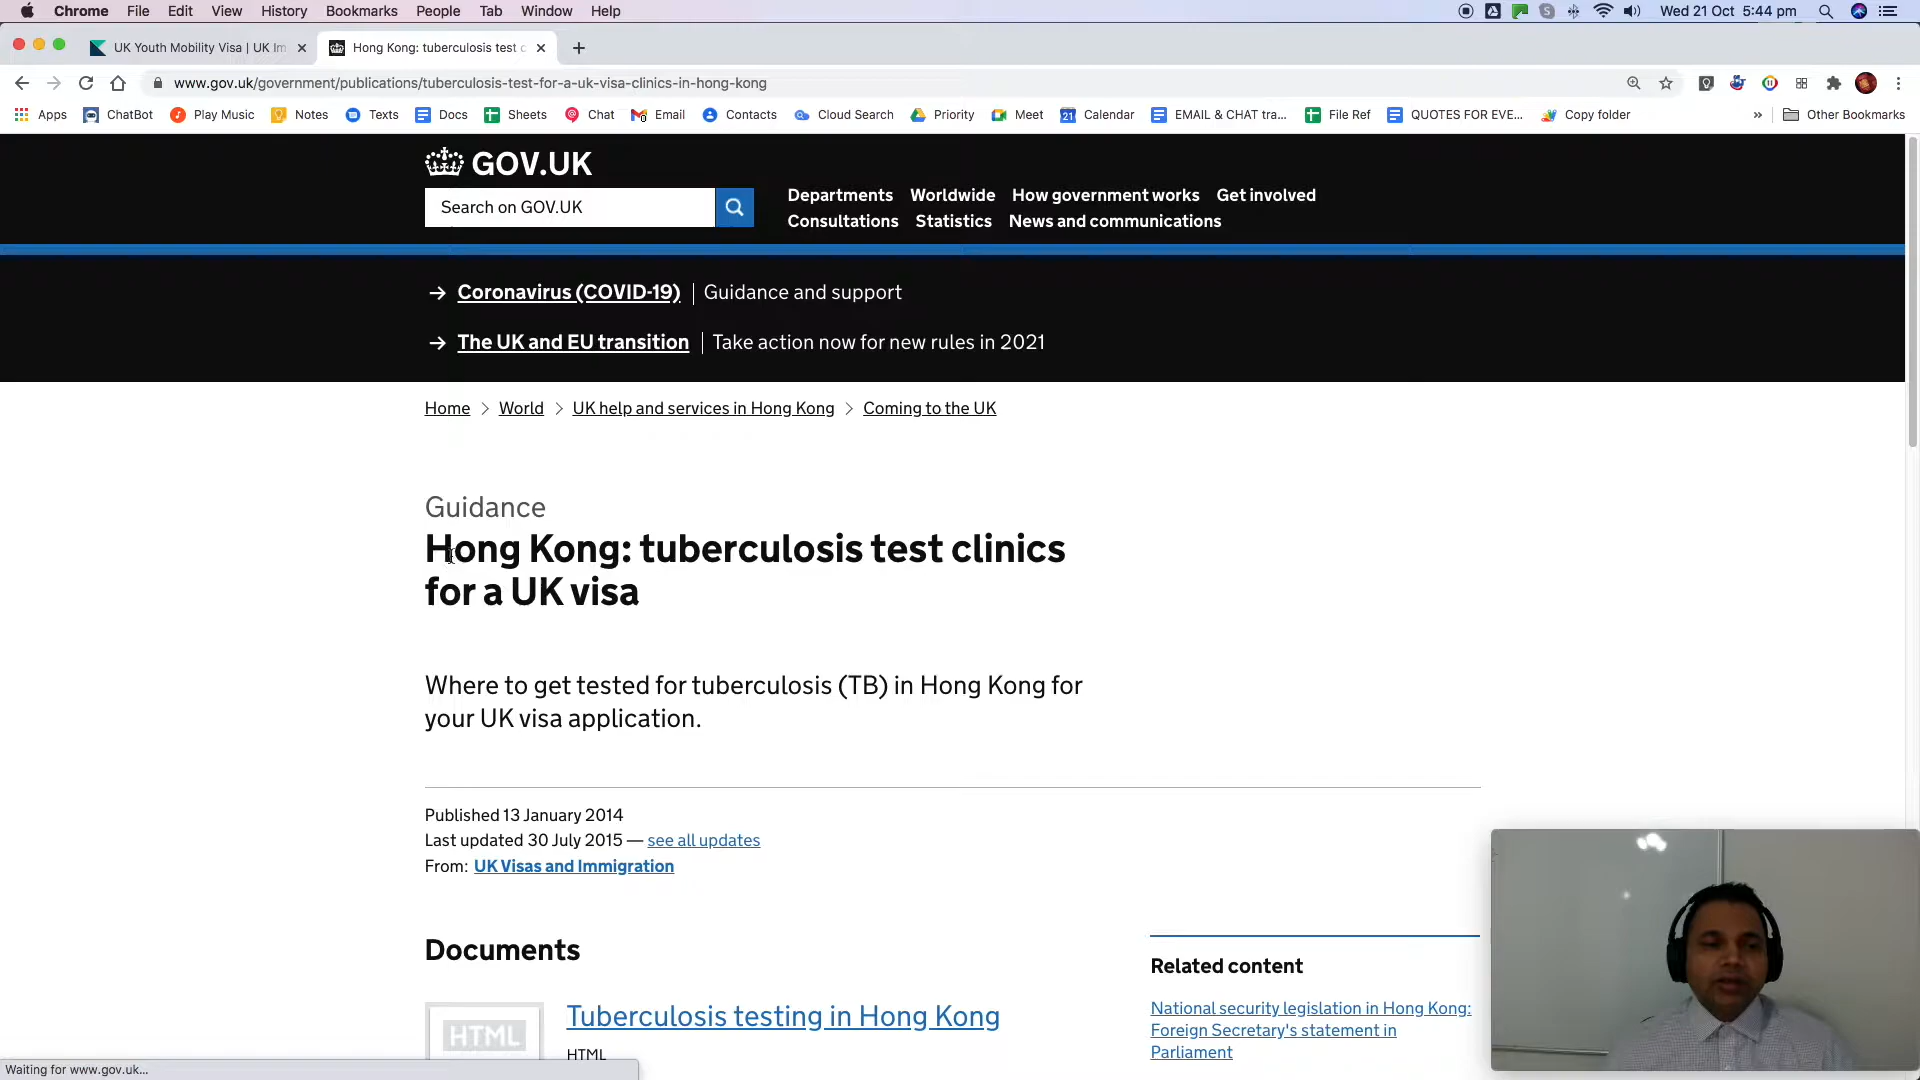 Chrome File Edit View History Bookmarks People Tab Window Help Wed 21 Oct 5:44 pm
UK Youth Mobility Visa | UK Im Hong Kong: tuberculosis test c
www.gov.uk/government/publications/tuberculosis-test-for-a-uk-visa-clinics-in-hong-kong
Apps ChatBot Play Music Notes Texts Docs Sheets Chat Email Contacts Cloud Search Priority Meet 21 Calendar EMAIL & CHAT tra... File Ref QUOTES FOR EVE... Copy folder » Other Bookmarks
GOV.UK
Search on GOV.UK
Departments Worldwide How government works Get involved
Consultations Statistics News and communications
→ Coronavirus (COVID-19) | Guidance and support
→ The UK and EU transition | Take action now for new rules in 2021
Home > World > UK help and services in Hong Kong > Coming to the UK
Guidance
Hong Kong: tuberculosis test clinics
for a UK visa
Where to get tested for tuberculosis (TB) in Hong Kong for
your UK visa application.
Published 13 January 2014
Last updated 30 July 2015 — see all updates
From: UK Visas and Immigration
Documents
HTML
Tuberculosis testing in Hong Kong
HTML
Related content
National security legislation in Hong Kong:
Foreign Secretary's statement in
Parliament
Waiting for www.gov.uk...